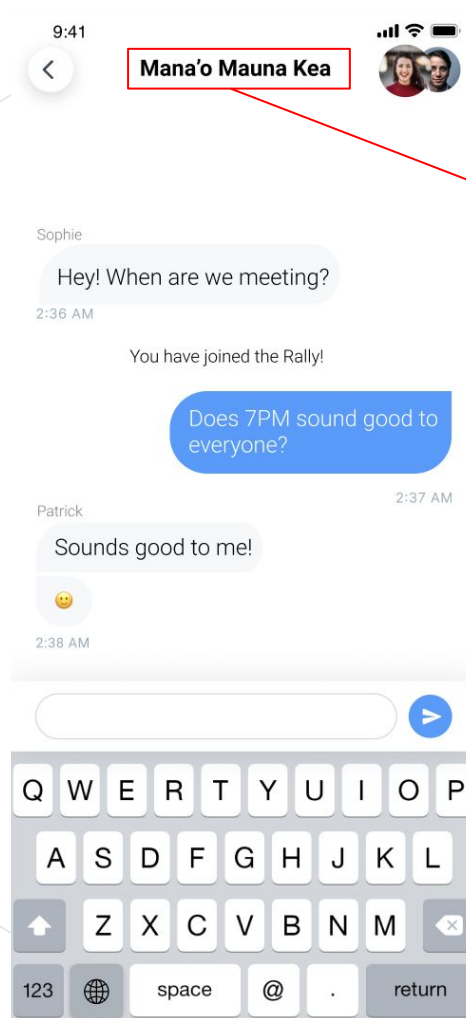 9:41
Mana’o Mauna Kea
Sophie
Hey! When are we meeting?
2:36 AM
You have joined the Rally!
Does 7PM sound good to
everyone?
2:37 AM
Patrick
Sounds good to me!
🙂
2:38 AM
Q W E R T Y U I O P
A S D F G H J K L
Z X C V B N M
123 space @ . return